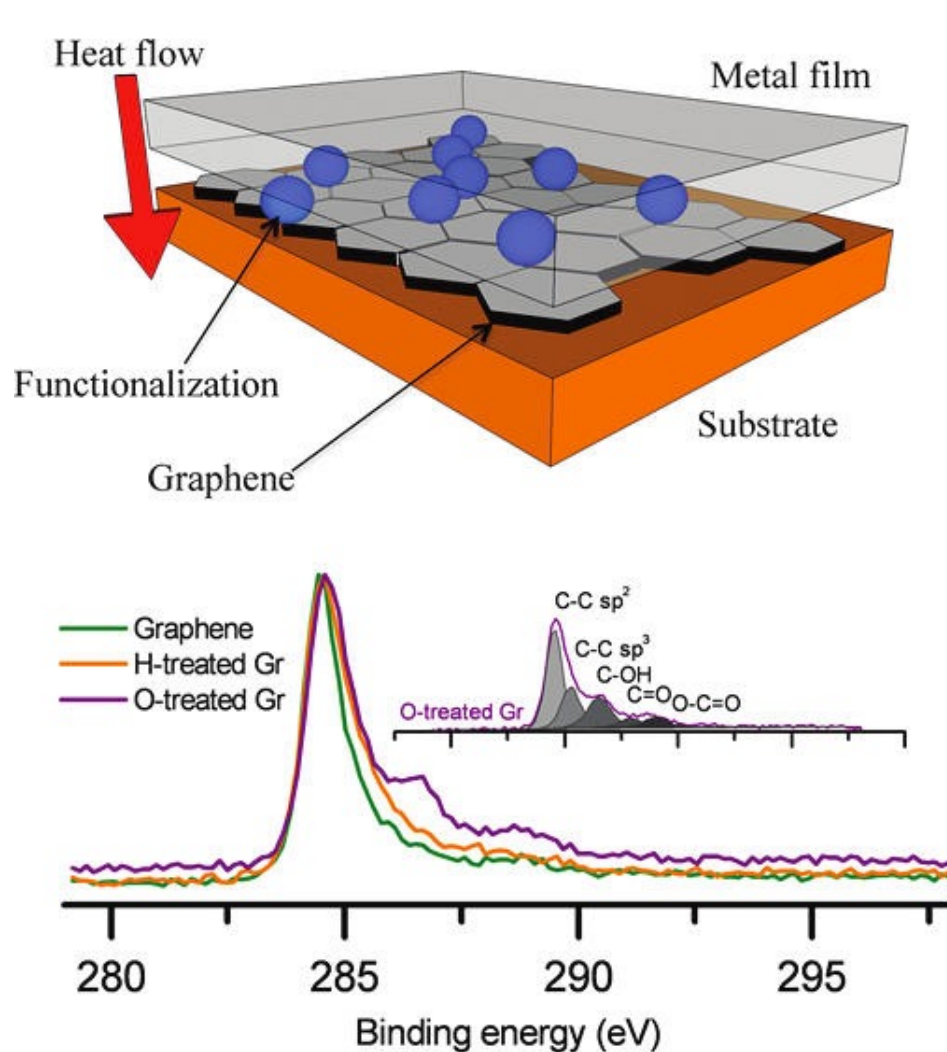 Heat flow
Metal film
Functionalization
Substrate
Graphene
Graphene
H-treated Gr
O-treated Gr
C-C sp²
C-C sp³
C-OH
C=O
O-C=O
O-treated Gr
280 285 290 295
Binding energy (eV)